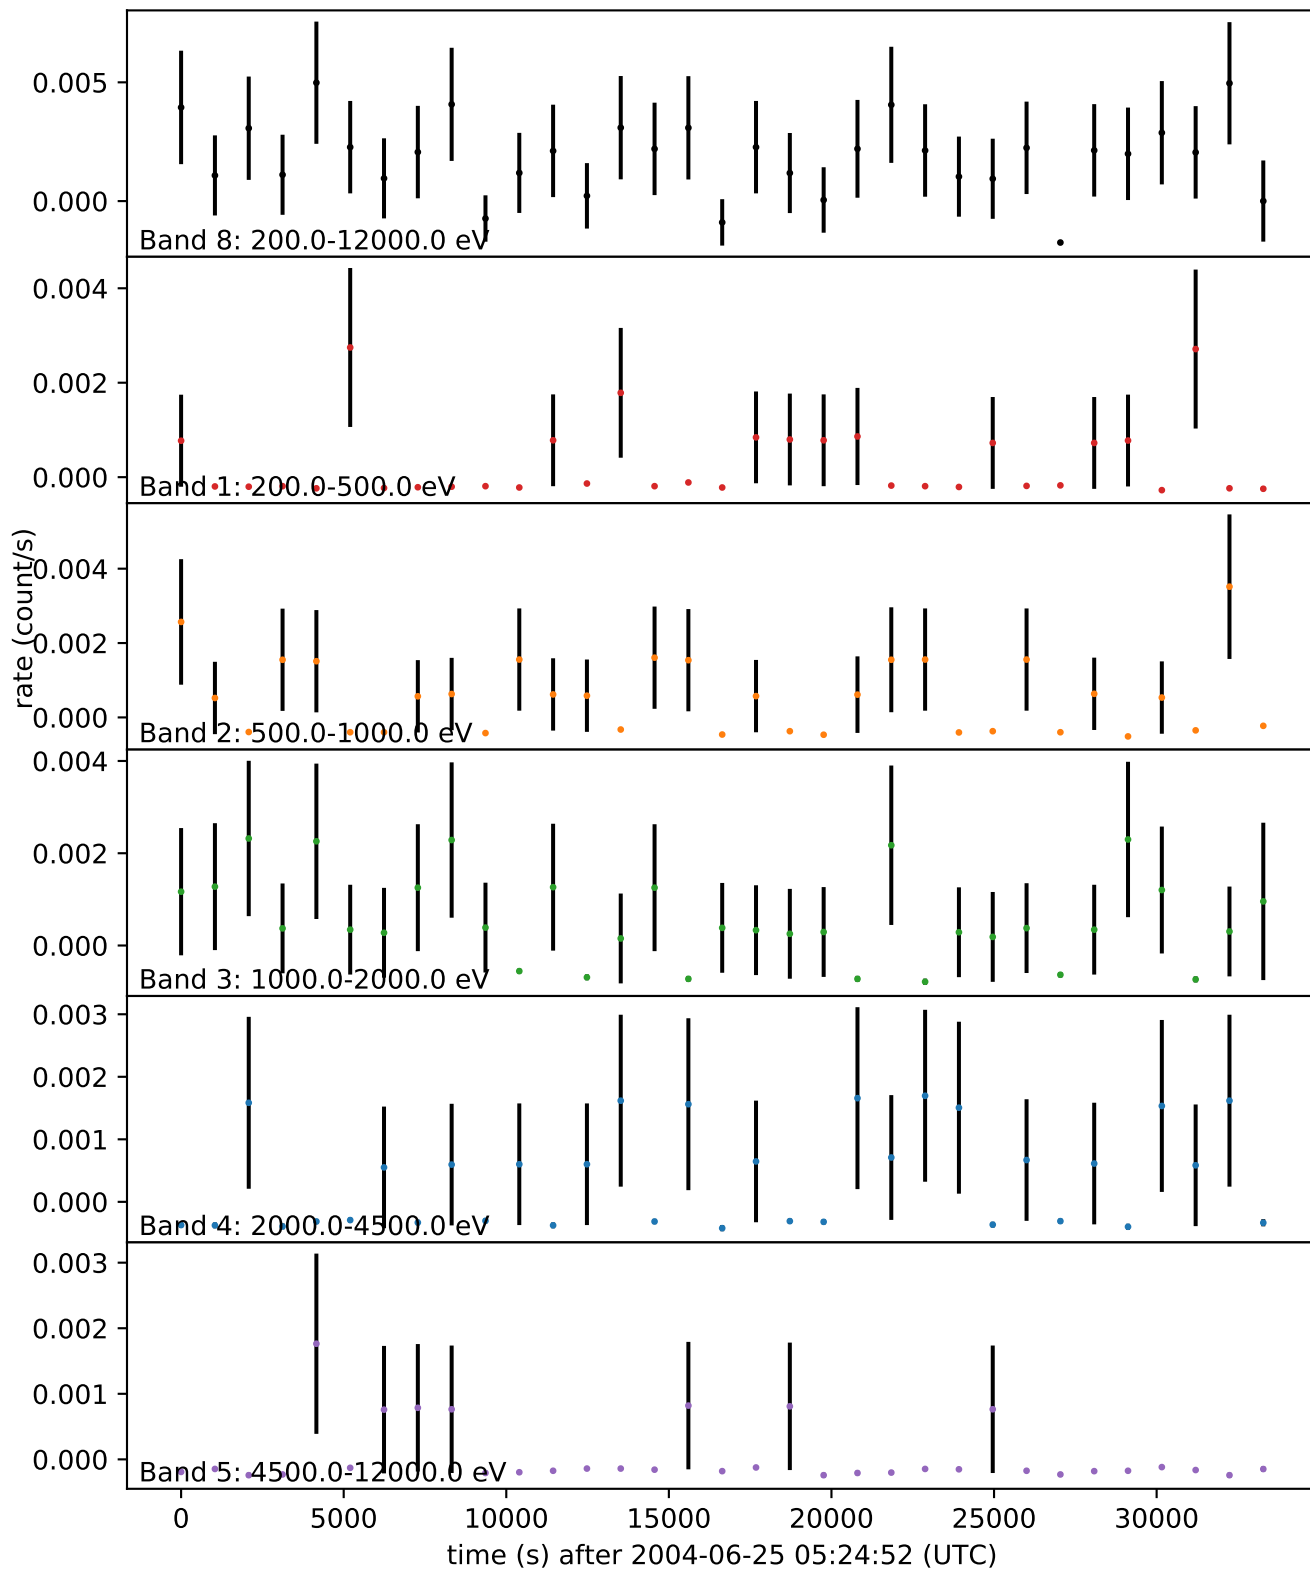 0.005
0.000
Band 8: 200.0-12000.0 eV
0.004
0.002
0.000
Band 1: 200.0-500.0 eV
rate (count/s)
0.004
0.002
0.000
Band 2: 500.0-1000.0 eV
0.004
0.002
0.000
Band 3: 1000.0-2000.0 eV
0.003
0.002
0.001
0.000
Band 4: 2000.0-4500.0 eV
0.003
0.002
0.001
0.000
Band 5: 4500.0-12000.0 eV
0 5000 10000 15000 20000 25000 30000
time (s) after 2004-06-25 05:24:52 (UTC)